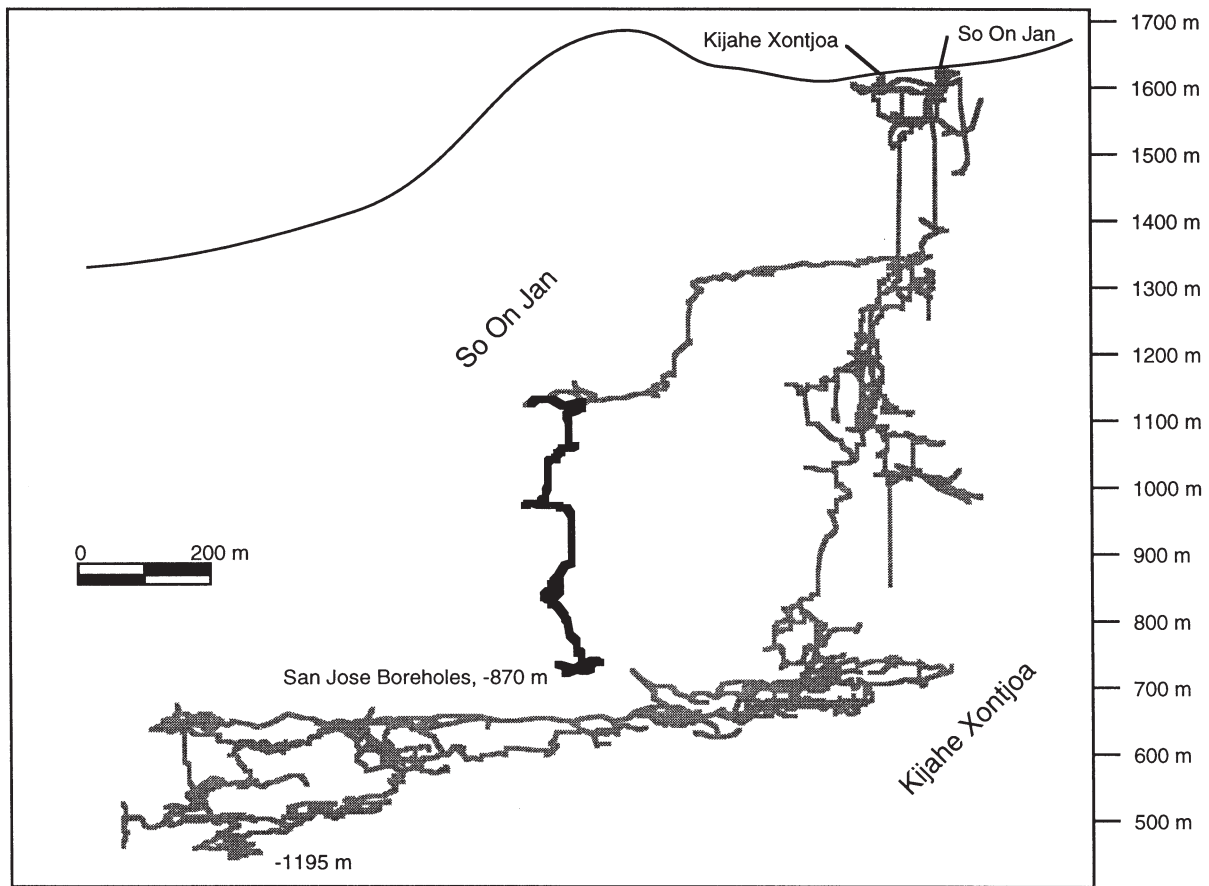 1700 m
Kijahe Xontjoa
So On Jan
1600 m
1500 m
1400 m
1300 m
So On Jan
1200 m
1100 m
1000 m
900 m
0 200 m
800 m
San Jose Boreholes, -870 m
700 m
Kijahe Xontjoa
600 m
500 m
-1195 m